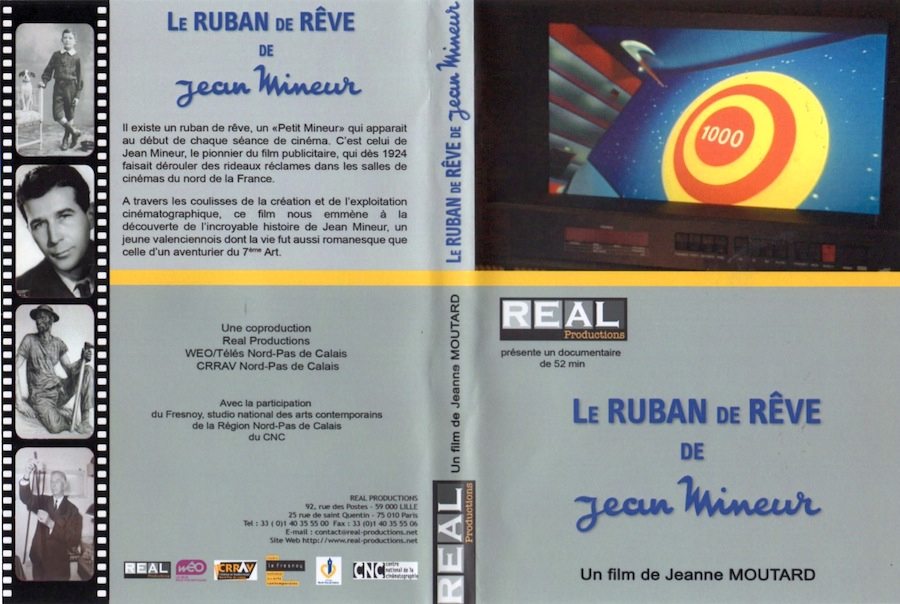 LE RUBAN DE RÊVE
DE
Jean Mineur
Il existe un ruban de rêve, un «Petit Mineur» qui apparait
au début de chaque séance de cinéma. C'est celui de
Jean Mineur, le pionnier du film publicitaire, qui dès 1924
faisait dérouler des rideaux réclames dans les salles de
cinémas du nord de la France.
A travers les coulisses de la création et de l'exploitation
cinématographique, ce film nous emmène à la
découverte de l'incroyable histoire de Jean Mineur, un
jeune valenciennois dont la vie fut aussi romanesque que
celle d'un aventurier du 7ème Art.
Une coproduction
Real Productions
WEO/Télés Nord-Pas de Calais
CRRAV Nord-Pas de Calais
Avec la participation
du Fresnoy, studio national des arts contemporains
de la Région Nord-Pas de Calais
du CNC
REAL PRODUCTIONS
92, rue des Postes - 59 000 LILLE
25 rue de saint Quentin - 75 010 Paris
Tel : 33 ( 0)1 40 35 55 00 Fax : 33 (0)1 40 35 55 06
E-mail : contact@real-productions.net
Site Web http://www.real-productions.net
REAL
Productions
wéo
CRRAV
le fresnoy
CNC centre
national de la
cinématographie
LE RUBAN DE RÊVE DE Jean Mineur
Un film de Jeanne MOUTARD
REAL
Productions
1000
REAL
Productions
présente un documentaire
de 52 min
LE RUBAN DE RÊVE
DE
Jean Mineur
Un film de Jeanne MOUTARD